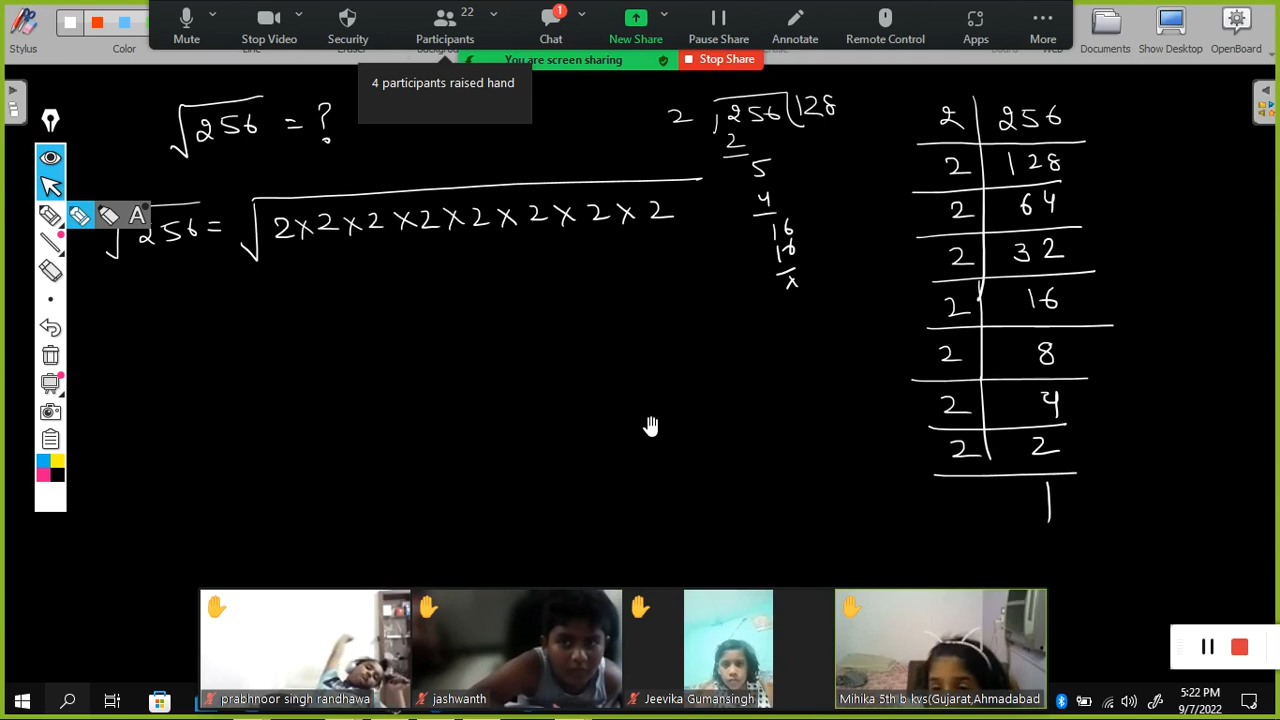 Stylus
Color
Mute
Stop Video
Security
22
Participants
1
Chat
New Share
Pause Share
Annotate
Remote Control
Apps
More
Documents
Show Desktop
OpenBoard
You are screen sharing
Stop Share
4 participants raised hand
√256 = ?
√256 = √2×2×2×2×2×2×2×2
2 256 128
2
5
4
16
16
x
2 256
2 128
2 64
2 32
2 16
2 8
2 4
2 2
1
A
prabhnoor singh randhawa
jashwanth
Jeevika Gumansingh
Mihika 5th b kvs(Gujarat,Ahmadabad
5:22 PM
9/7/2022